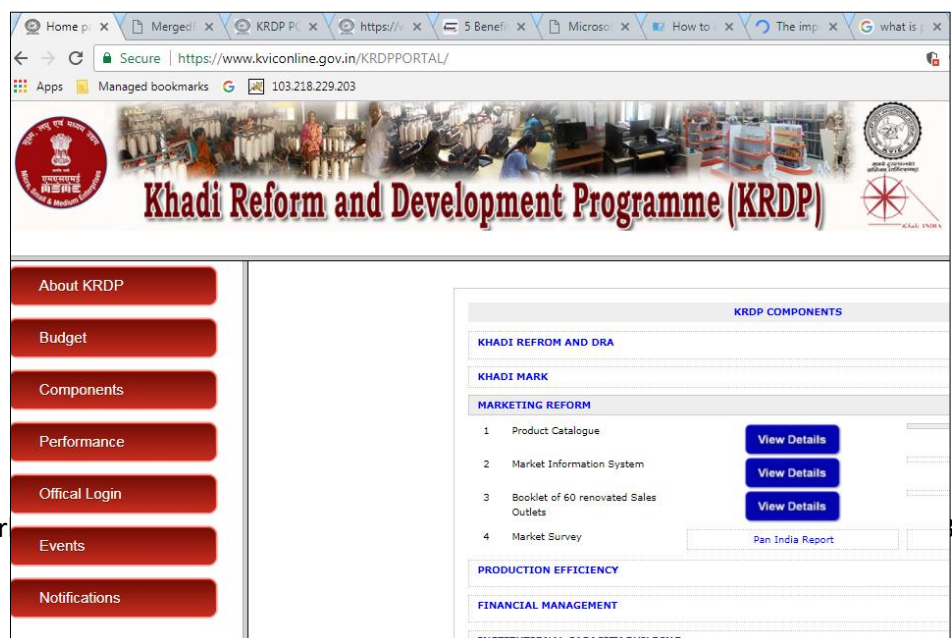 Home pa
MergedF
KRDP PC
https://v
5 Benefi
Microsof
How to i
The imp
what is p
Secure | https://www.kviconline.gov.in/KRDPPORTAL/
Apps
Managed bookmarks
103.218.229.203
Khadi Reform and Development Programme (KRDP)
About KRDP
Budget
Components
Performance
Offical Login
Events
Notifications
KRDP COMPONENTS
KHADI REFROM AND DRA
KHADI MARK
MARKETING REFORM
1 Product Catalogue View Details
2 Market Information System View Details
3 Booklet of 60 renovated Sales Outlets View Details
4 Market Survey Pan India Report
PRODUCTION EFFICIENCY
FINANCIAL MANAGEMENT